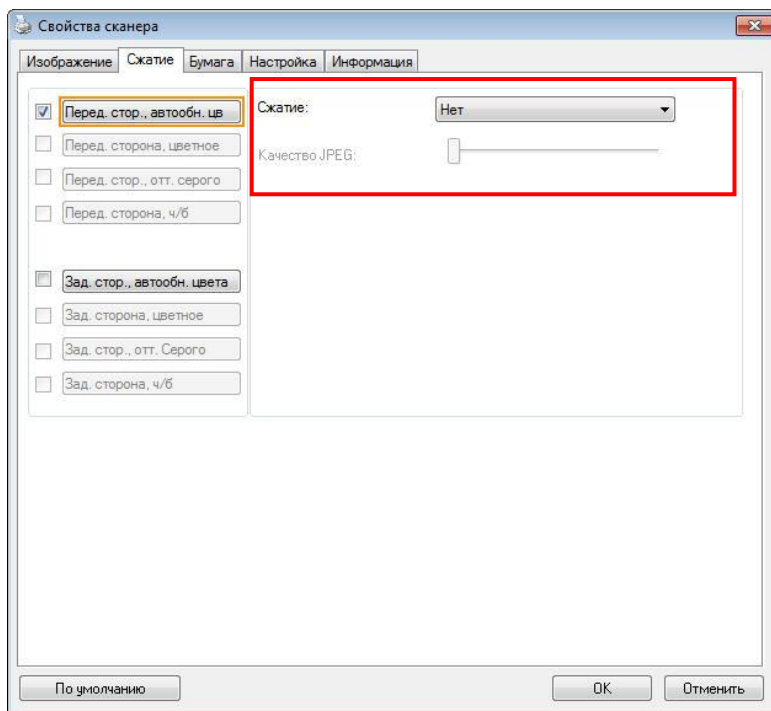 Свойства сканера
Изображение Сжатие Бумага Настройка Информация
Перед. стор., автообн. цв
Перед. сторона, цветное
Перед. стор., отт. серого
Перед. сторона, ч/б
Зад. стор., автообн. цвета
Зад. сторона, цветное
Зад. стор., отт. Серого
Зад. сторона, ч/б
Сжатие: Нет
Качество JPEG:
По умолчанию OK Отменить